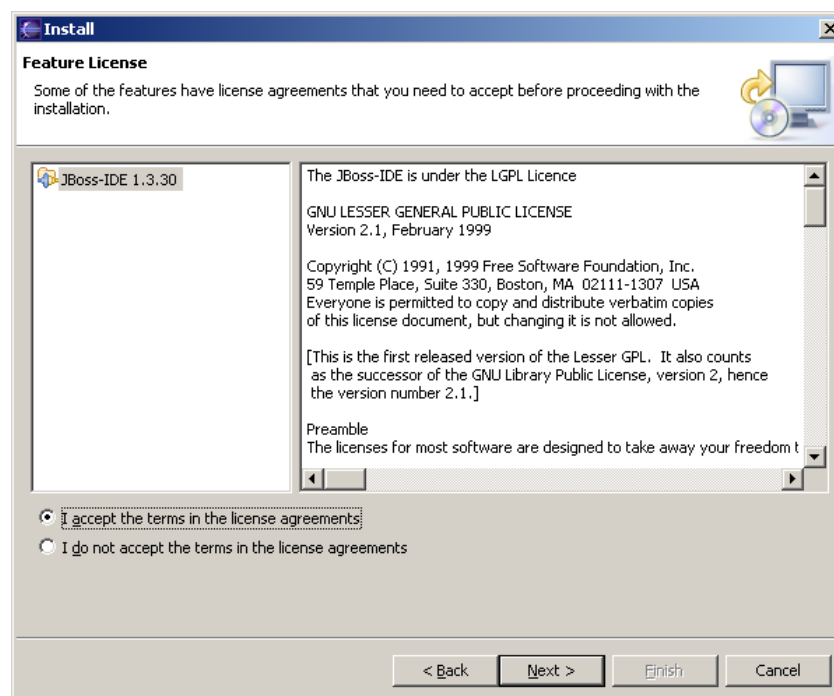 Install
Feature License
Some of the features have license agreements that you need to accept before proceeding with the
installation.
JBoss-IDE 1.3.30
The JBoss-IDE is under the LGPL Licence
GNU LESSER GENERAL PUBLIC LICENSE
Version 2.1, February 1999
Copyright (C) 1991, 1999 Free Software Foundation, Inc.
59 Temple Place, Suite 330, Boston, MA  02111-1307  USA
Everyone is permitted to copy and distribute verbatim copies
of this license document, but changing it is not allowed.
[This is the first released version of the Lesser GPL.  It also counts
as the successor of the GNU Library Public License, version 2, hence
the version number 2.1.]
Preamble
The licenses for most software are designed to take away your freedom t
I accept the terms in the license agreements
I do not accept the terms in the license agreements
< Back
Next >
Finish
Cancel